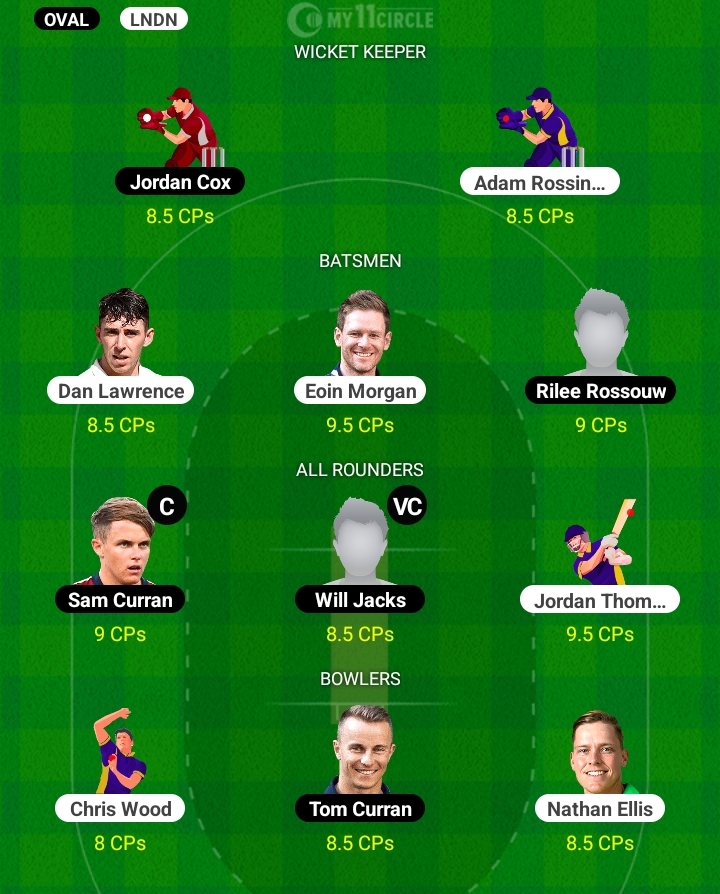 OVAL LNDN
MY11CIRCLE
WICKET KEEPER
Jordan Cox Adam Rossin...
8.5 CPs 8.5 CPs
BATSMEN
Dan Lawrence Eoin Morgan Rilee Rossouw
8.5 CPs 9.5 CPs 9 CPs
ALL ROUNDERS
C VC
Sam Curran Will Jacks Jordan Thom...
9 CPs 8.5 CPs 9.5 CPs
BOWLERS
Chris Wood Tom Curran Nathan Ellis
8 CPs 8.5 CPs 8.5 CPs